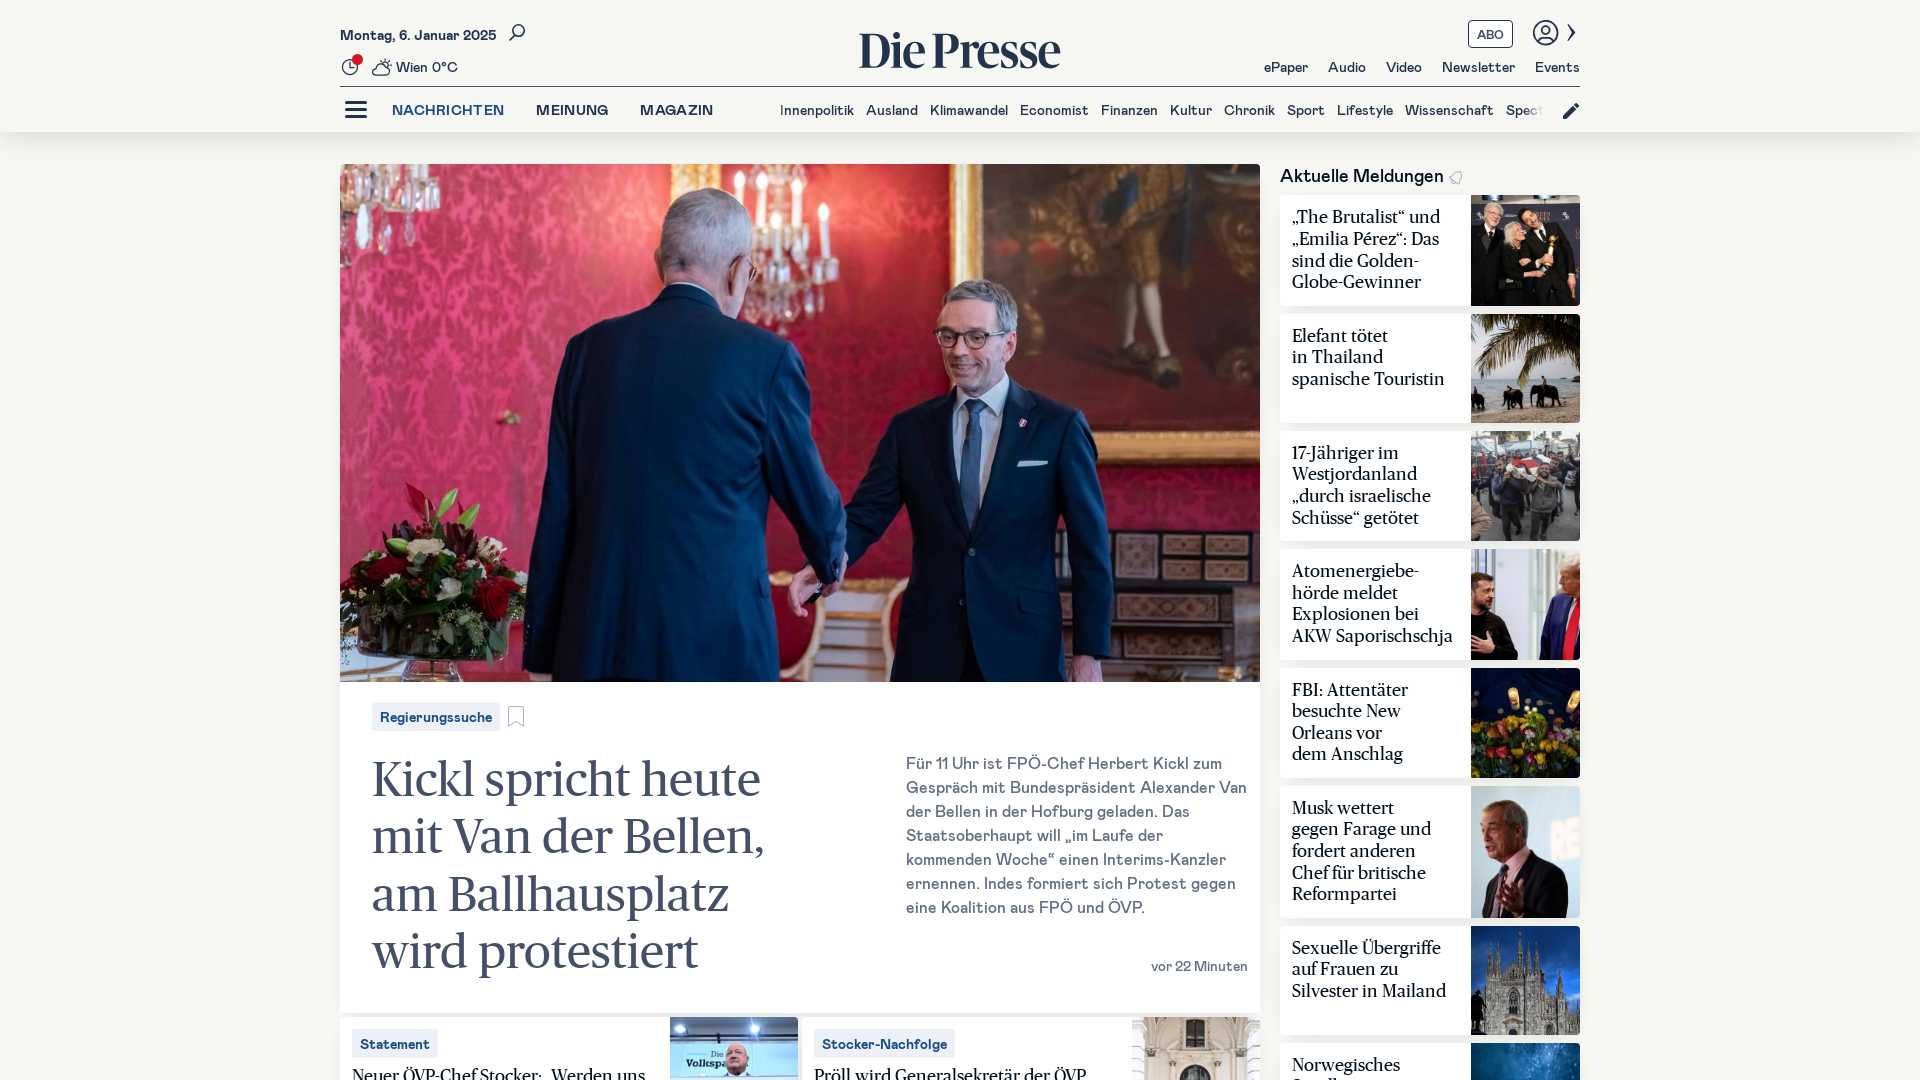 Montag, 6. Januar 2025
Wien 0°C
Die Presse
ABO
ePaper Audio Video Newsletter Events
NACHRICHTEN MEINUNG MAGAZIN
Innenpolitik Ausland Klimawandel Economist Finanzen Kultur Chronik Sport Lifestyle Wissenschaft
Regierungssuche
Kickl spricht heute
mit Van der Bellen,
am Ballhausplatz
wird protestiert
Für 11 Uhr ist FPÖ-Chef Herbert Kickl zum
Gespräch mit Bundespräsident Alexander Van
der Bellen in der Hofburg geladen. Das
Staatsoberhaupt will „im Laufe der
kommenden Woche“ einen Interims-Kanzler
ernennen. Indes formiert sich Protest gegen
eine Koalition aus FPÖ und ÖVP.
vor 22 Minuten
Statement
Neuer ÖVP-Chef Stocker: „Werden uns
Die
Stocker-Nachfolge
Pröll wird Generalsekretär der ÖVP
Aktuelle Meldungen
„The Brutalist“ und
„Emilia Pérez“: Das
sind die Golden-
Globe-Gewinner
Elefant tötet
in Thailand
spanische Touristin
17-Jähriger im
Westjordanland
„durch israelische
Schüsse“ getötet
Atomenergiebe-
hörde meldet
Explosionen bei
AKW Saporischschja
FBI: Attentäter
besuchte New
Orleans vor
dem Anschlag
Musk wettert
gegen Farage und
fordert anderen
Chef für britische
Reformpartei
Sexuelle Übergriffe
auf Frauen zu
Silvester in Mailand
Norwegisches